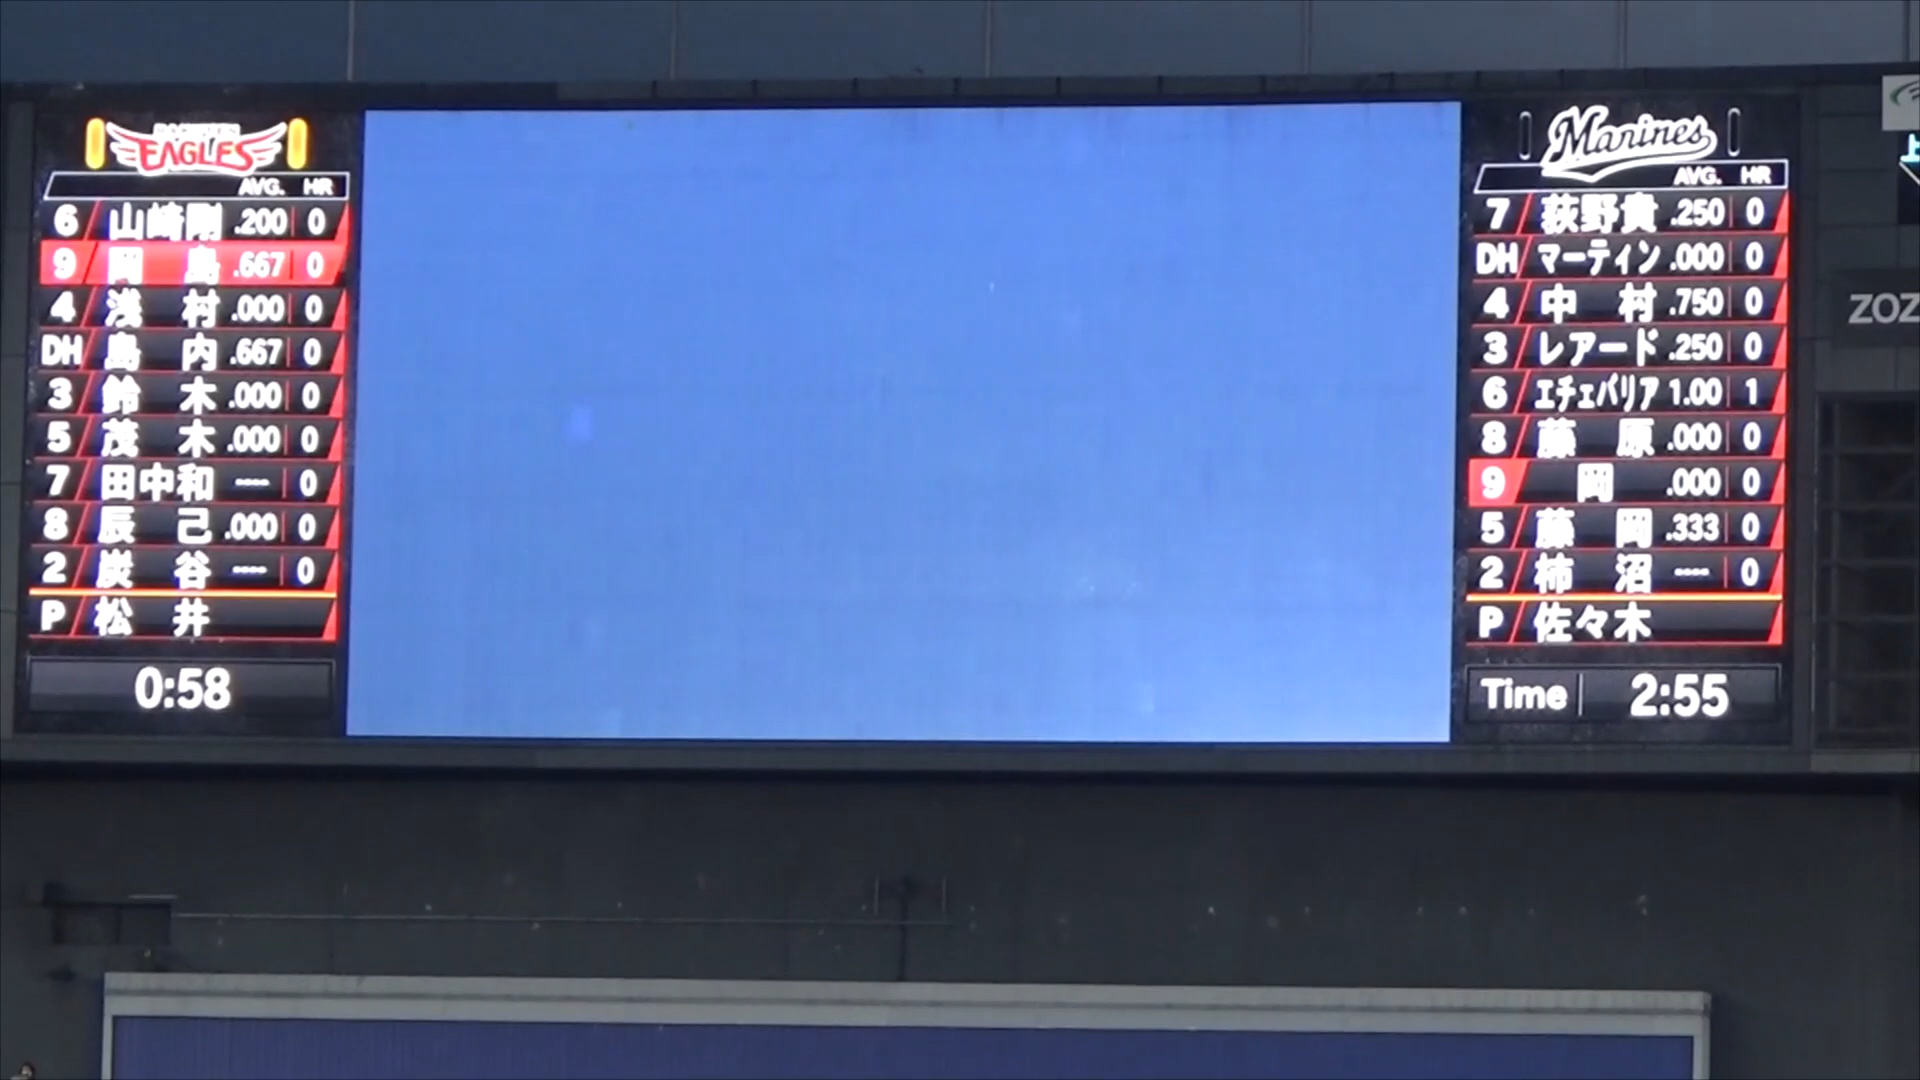 RAKUTEN
EAGLES
AVG. HR
6 山﨑剛 .200 0
9 岡島 .667 0
4 浅村 .000 0
DH 島内 .667 0
3 鈴木 .000 0
5 茂木 .000 0
7 田中和 ---- 0
8 辰己 .000 0
2 炭谷 ---- 0
P 松井
0:58
Marines
AVG. HR
7 荻野貴 .250 0
DH マーティン .000 0
4 中村 .750 0
3 レアード .250 0
6 エチェバリア 1.00 1
8 藤原 .000 0
9 岡 .000 0
5 藤岡 .333 0
2 柿沼 ---- 0
P 佐々木
Time 2:55
ZOZ